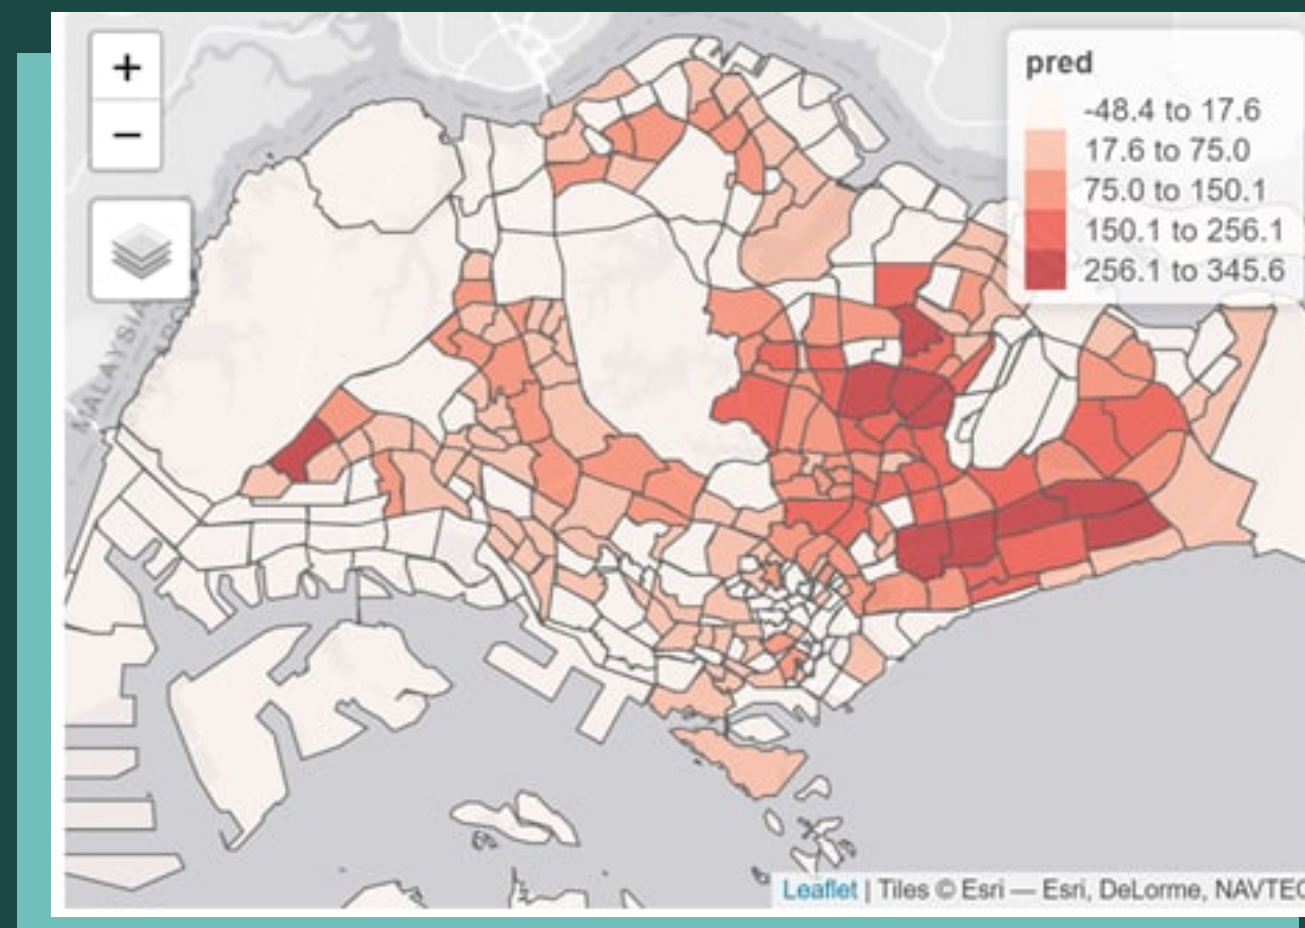 +
−
pred
-48.4 to 17.6
17.6 to 75.0
75.0 to 150.1
150.1 to 256.1
256.1 to 345.6
MALAYSIA
Leaflet | Tiles © Esri — Esri, DeLorme, NAVTEQ